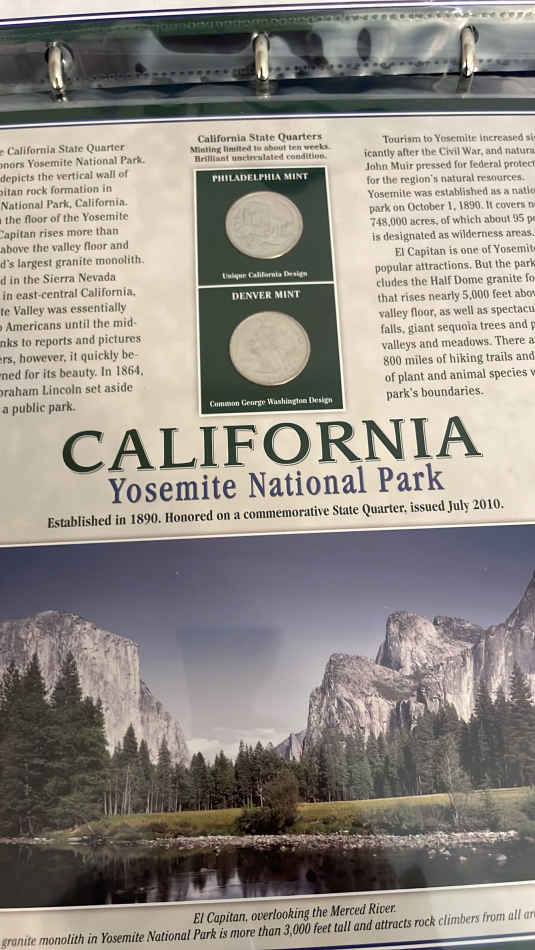 California State Quarter
onors Yosemite National Park.
depicts the vertical wall of
pitan rock formation in
National Park, California.
the floor of the Yosemite
Capitan rises more than
above the valley floor and
d's largest granite monolith.
d in the Sierra Nevada
in east-central California,
te Valley was essentially
Americans until the mid-
nks to reports and pictures
ers, however, it quickly be-
ned for its beauty. In 1864,
braham Lincoln set aside
a public park.
California State Quarters
Minting limited to about ten weeks.
Brilliant uncirculated condition.
PHILADELPHIA MINT
Unique California Design
DENVER MINT
Common George Washington Design
Tourism to Yosemite increased si
icantly after the Civil War, and natura
John Muir pressed for federal protect
for the region's natural resources.
Yosemite was established as a natio
park on October 1, 1890. It covers n
748,000 acres, of which about 95 pe
is designated as wilderness areas.
El Capitan is one of Yosemit
popular attractions. But the park
cludes the Half Dome granite fo
that rises nearly 5,000 feet abov
valley floor, as well as spectacu
falls, giant sequoia trees and p
valleys and meadows. There a
800 miles of hiking trails and
of plant and animal species w
park's boundaries.
CALIFORNIA
Yosemite National Park
Established in 1890. Honored on a commemorative State Quarter, issued July 2010.
El Capitan, overlooking the Merced River.
granite monolith in Yosemite National Park is more than 3,000 feet tall and attracts rock climbers from all ar